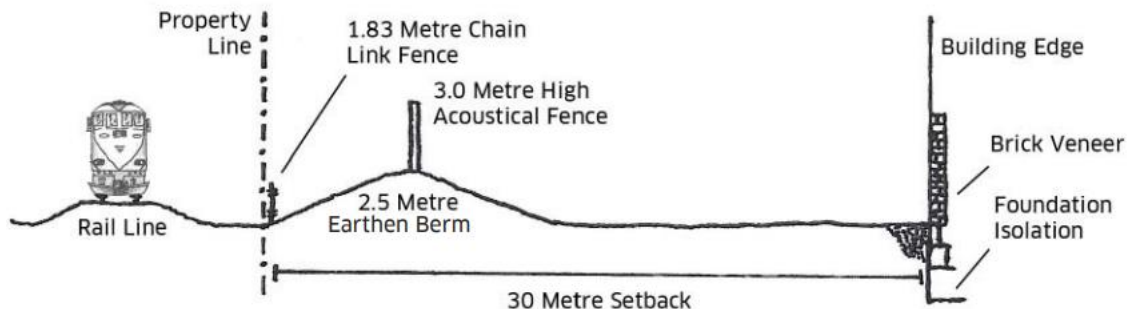 Property
Line
1.83 Metre Chain
Link Fence
3.0 Metre High
Acoustical Fence
Building Edge
Brick Veneer
2.5 Metre
Earthen Berm
Foundation
Isolation
Rail Line
30 Metre Setback